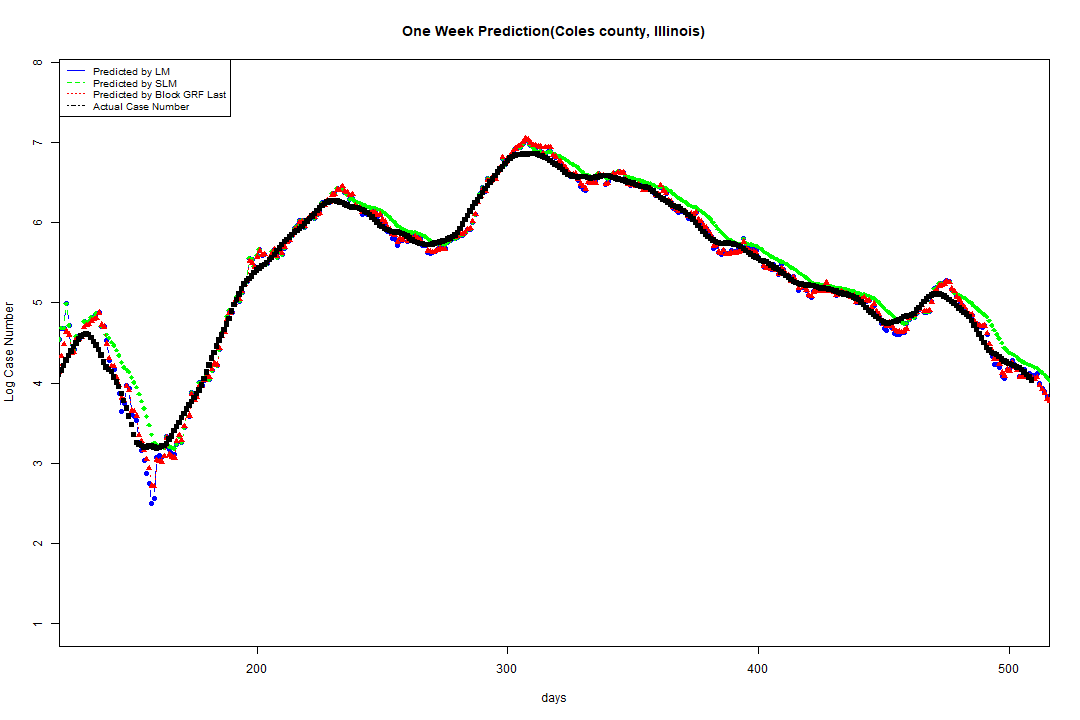 One Week Prediction(Coles county, Illinois)
Predicted by LM
Predicted by SLM
Predicted by Block GRF Last
Actual Case Number
Log Case Number
8
7
6
5
4
3
2
1
200 300 400 500
days